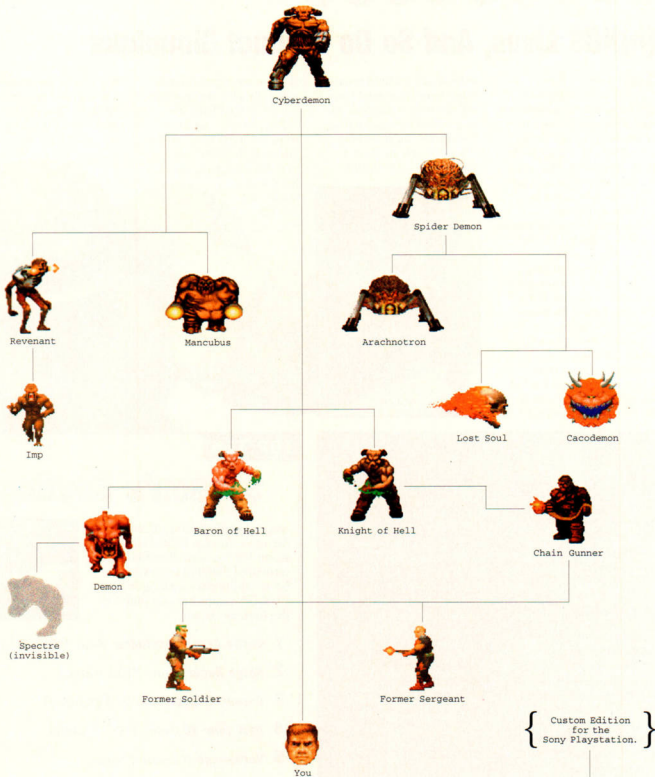 Cyberdemon
Spider Demon
Revenant
Mancubus
Arachnotron
Imp
Lost Soul
Cacodemon
Baron of Hell
Knight of Hell
Chain Gunner
Demon
Spectre
(invisible)
Former Soldier
Former Sergeant
You
{ Custom Edition
for the
Sony Playstation. }